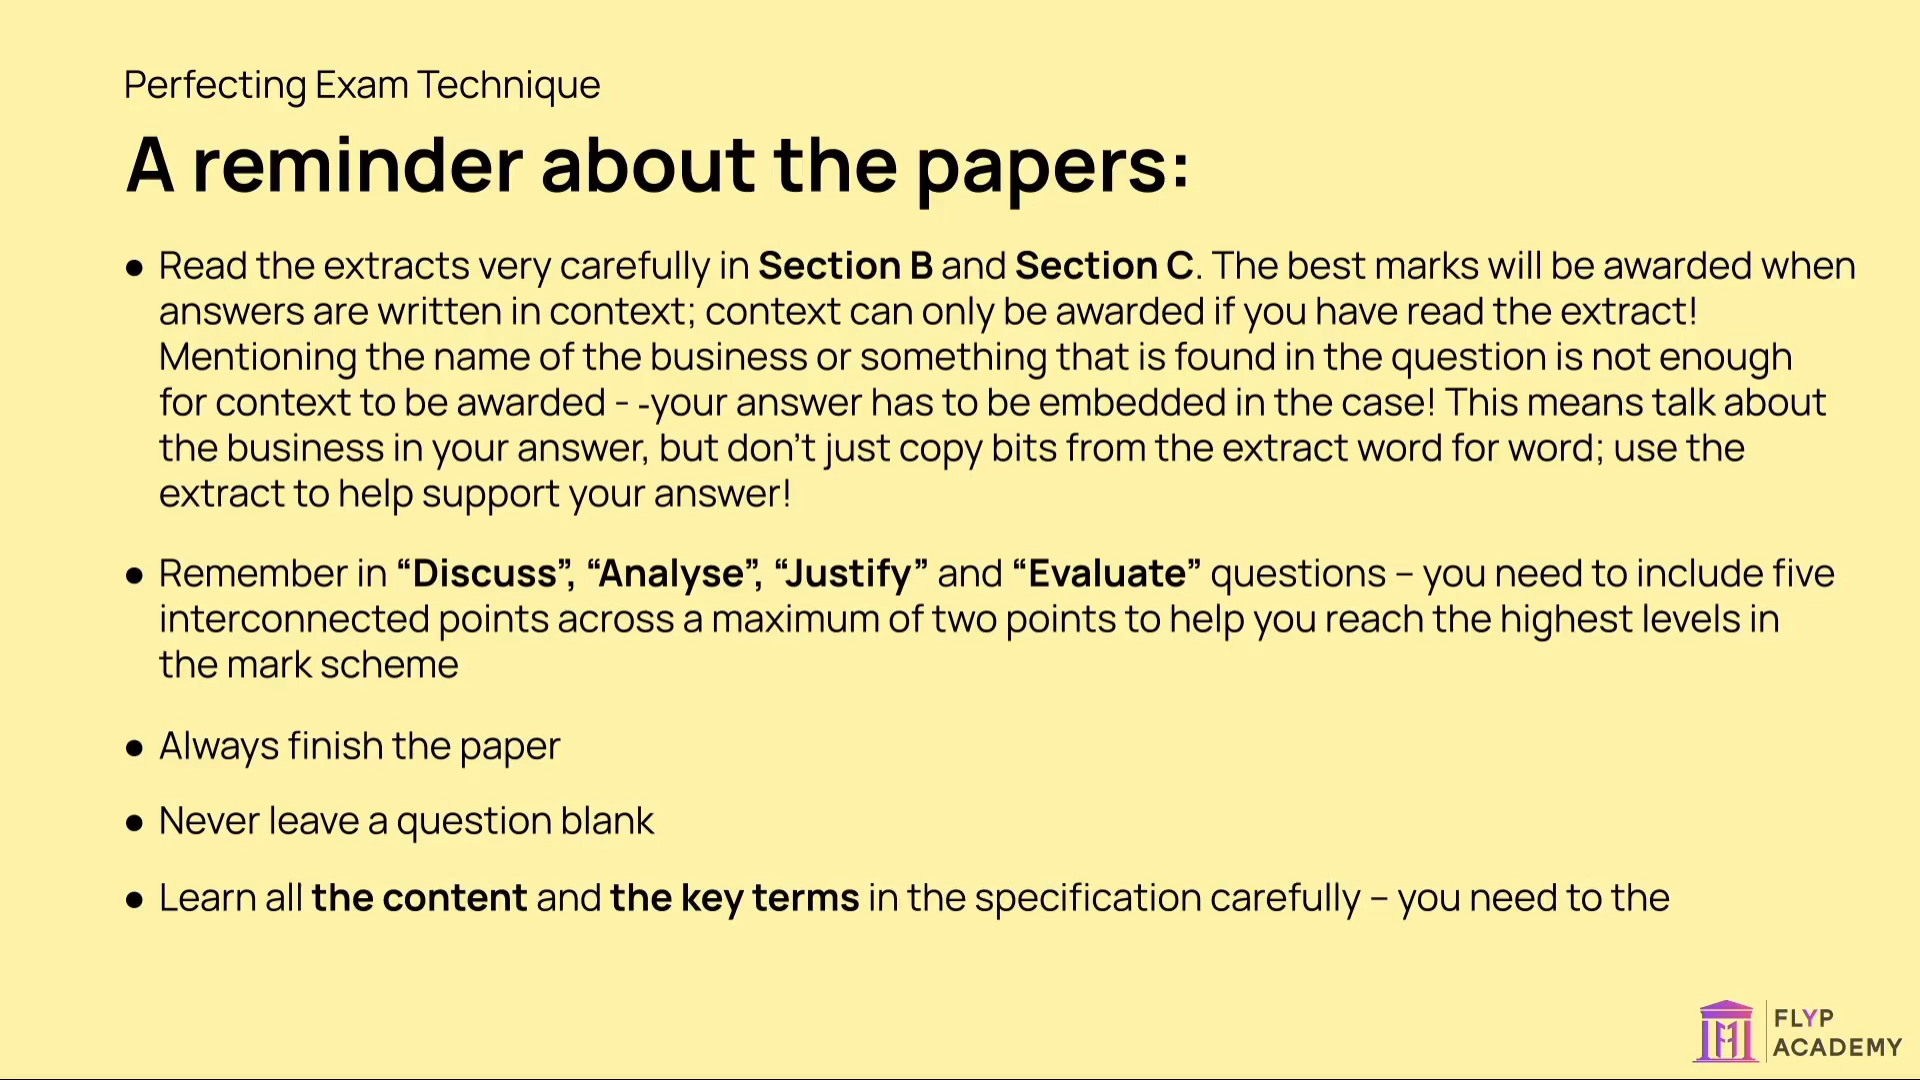 Perfecting Exam Technique
A reminder about the papers:
● Read the extracts very carefully in Section B and Section C. The best marks will be awarded when
answers are written in context; context can only be awarded if you have read the extract!
Mentioning the name of the business or something that is found in the question is not enough
for context to be awarded - -your answer has to be embedded in the case! This means talk about
the business in your answer, but don’t just copy bits from the extract word for word; use the
extract to help support your answer!
● Remember in “Discuss”, “Analyse”, “Justify” and “Evaluate” questions – you need to include five
interconnected points across a maximum of two points to help you reach the highest levels in
the mark scheme
● Always finish the paper
● Never leave a question blank
● Learn all the content and the key terms in the specification carefully – you need to the
FLYP
ACADEMY